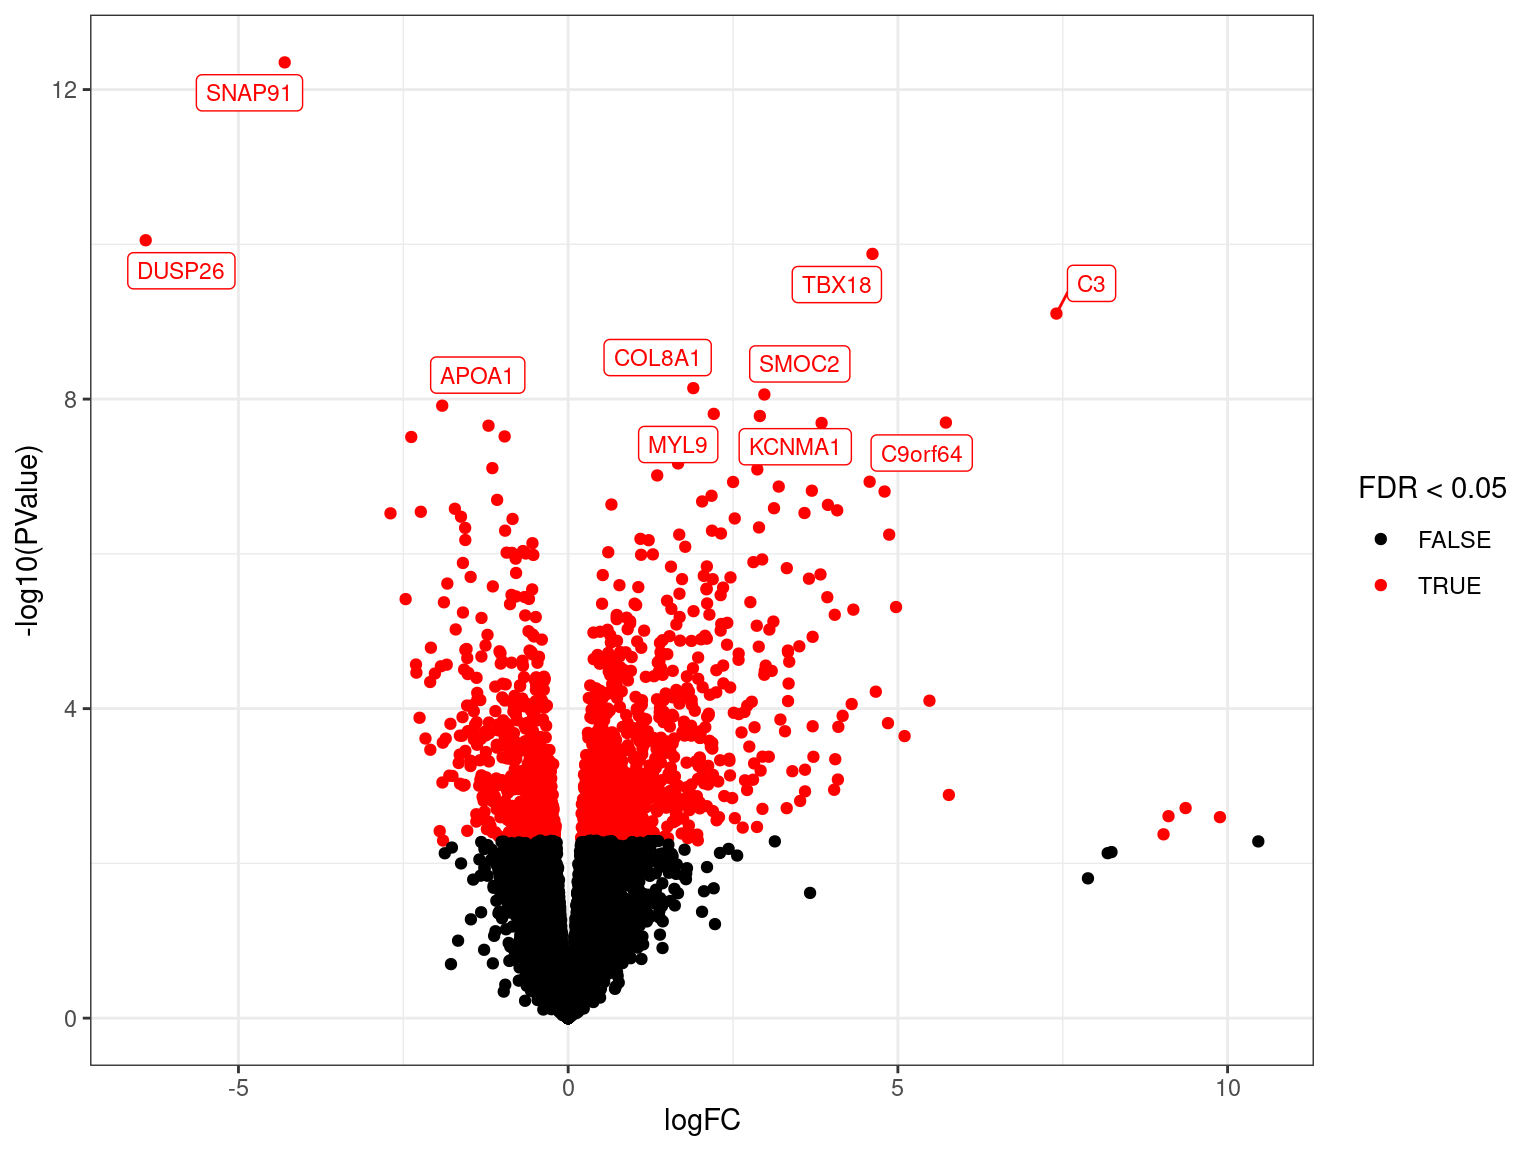 12
SNAP91
DUSP26
TBX18
C3
COL8A1
SMOC2
APOA1
8
MYL9
KCNMA1
C9orf64
-log10(PValue)
FDR < 0.05
FALSE
TRUE
4
0
-5
0
5
10
logFC